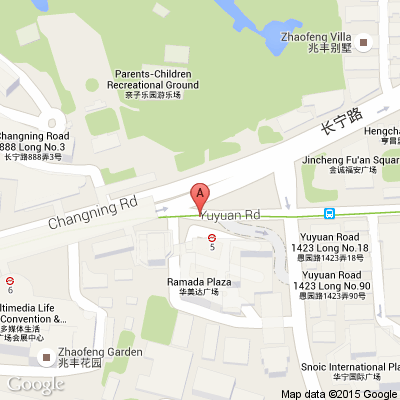 Zhaofeng Villa
兆丰别墅
Parents-Children
Recreational Ground
亲子乐园游乐场
长宁路
Changning Road
888 Long No.3
长宁路888弄3号
Hengcha
亨昌
Jincheng Fu'an Square
金诚福安广场
A
Changning Rd
Yuyuan Rd
5
Yuyuan Road
1423 Long No.18
愚园路1423弄18号
Yuyuan Road
1423 Long No.90
愚园路1423弄90号
Ramada Plaza
华美达广场
6
ltimedia Life
Convention &...
多媒体生活
广场会展中心
Zhaofeng Garden
兆丰花园
Snoic International Pla
华宁国际广场
Google
Map data ©2015 Google